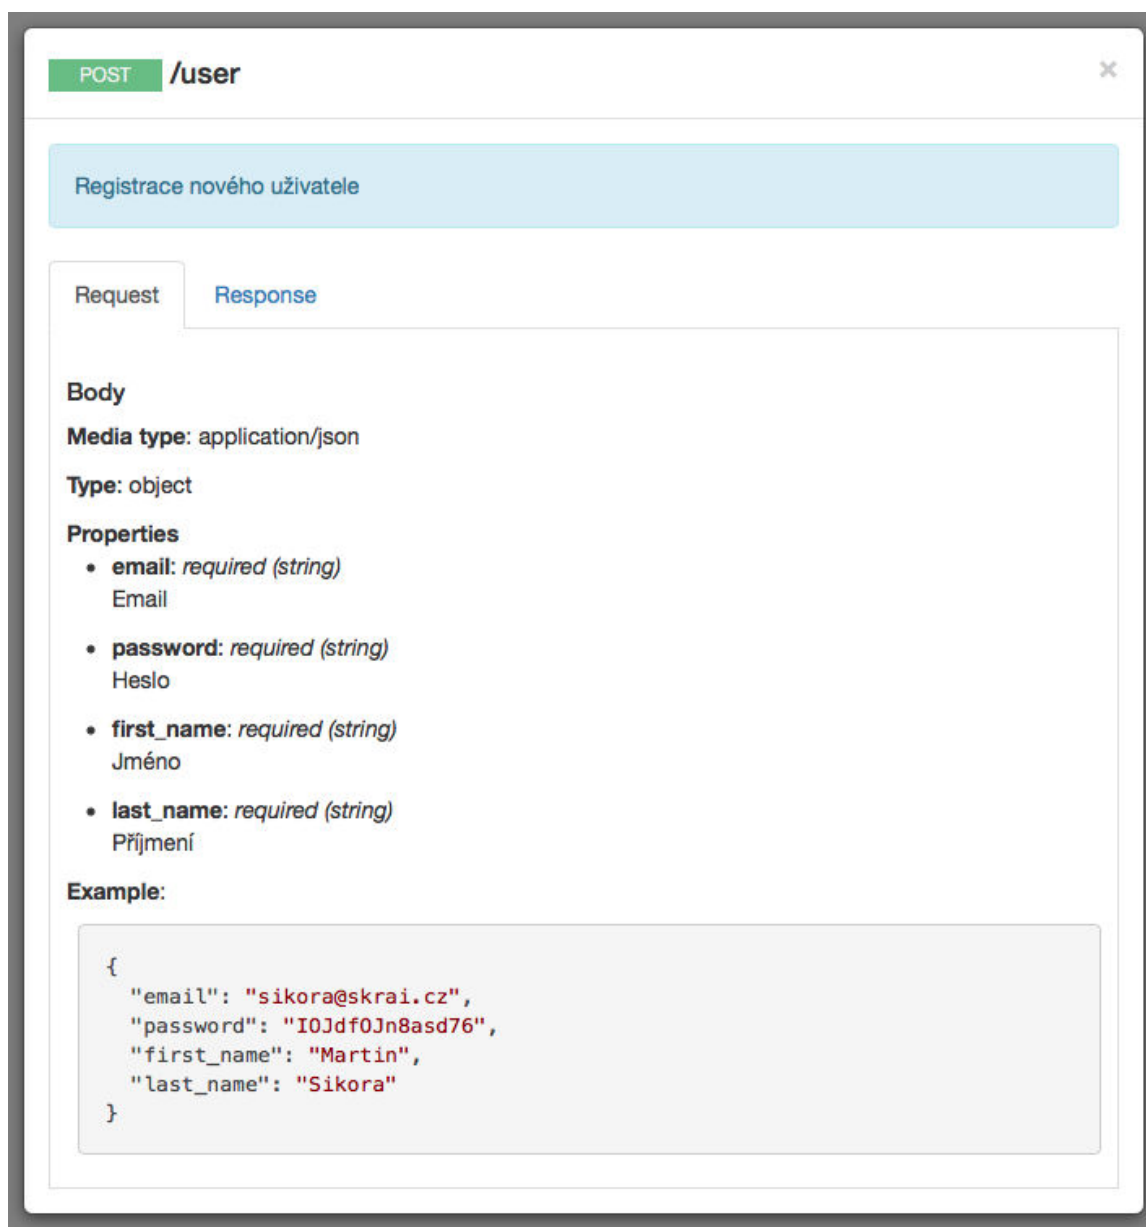 POST /user ×
Registrace nového uživatele
Request Response
Body
Media type: application/json
Type: object
Properties
• email: required (string)
Email
• password: required (string)
Heslo
• first_name: required (string)
Jméno
• last_name: required (string)
Příjmení
Example:
{
"email": "sikora@skrai.cz",
"password": "IOJdfOJn8asd76",
"first_name": "Martin",
"last_name": "Sikora"
}